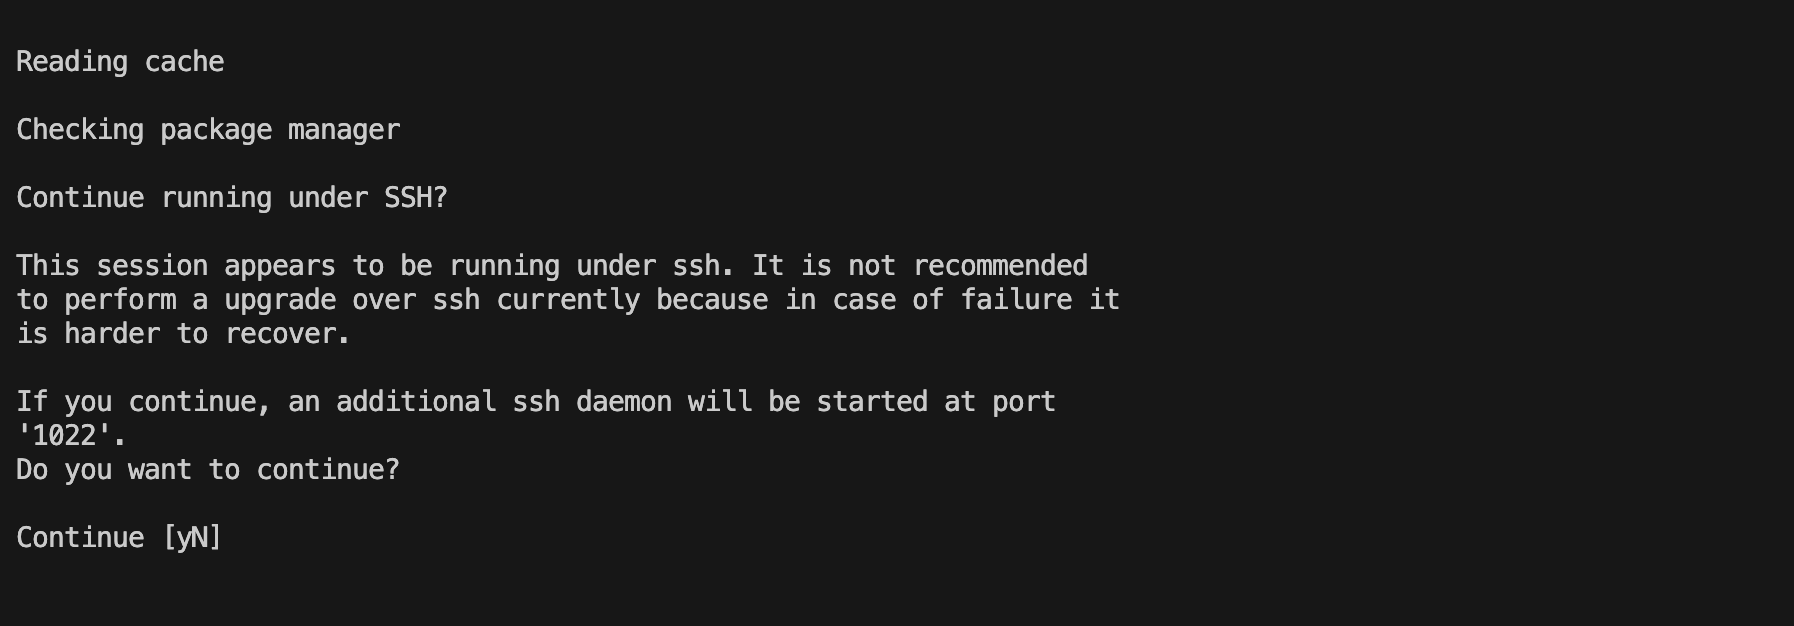 Reading cache
Checking package manager
Continue running under SSH?
This session appears to be running under ssh. It is not recommended
to perform a upgrade over ssh currently because in case of failure it
is harder to recover.
If you continue, an additional ssh daemon will be started at port
'1022'.
Do you want to continue?
Continue [yN]